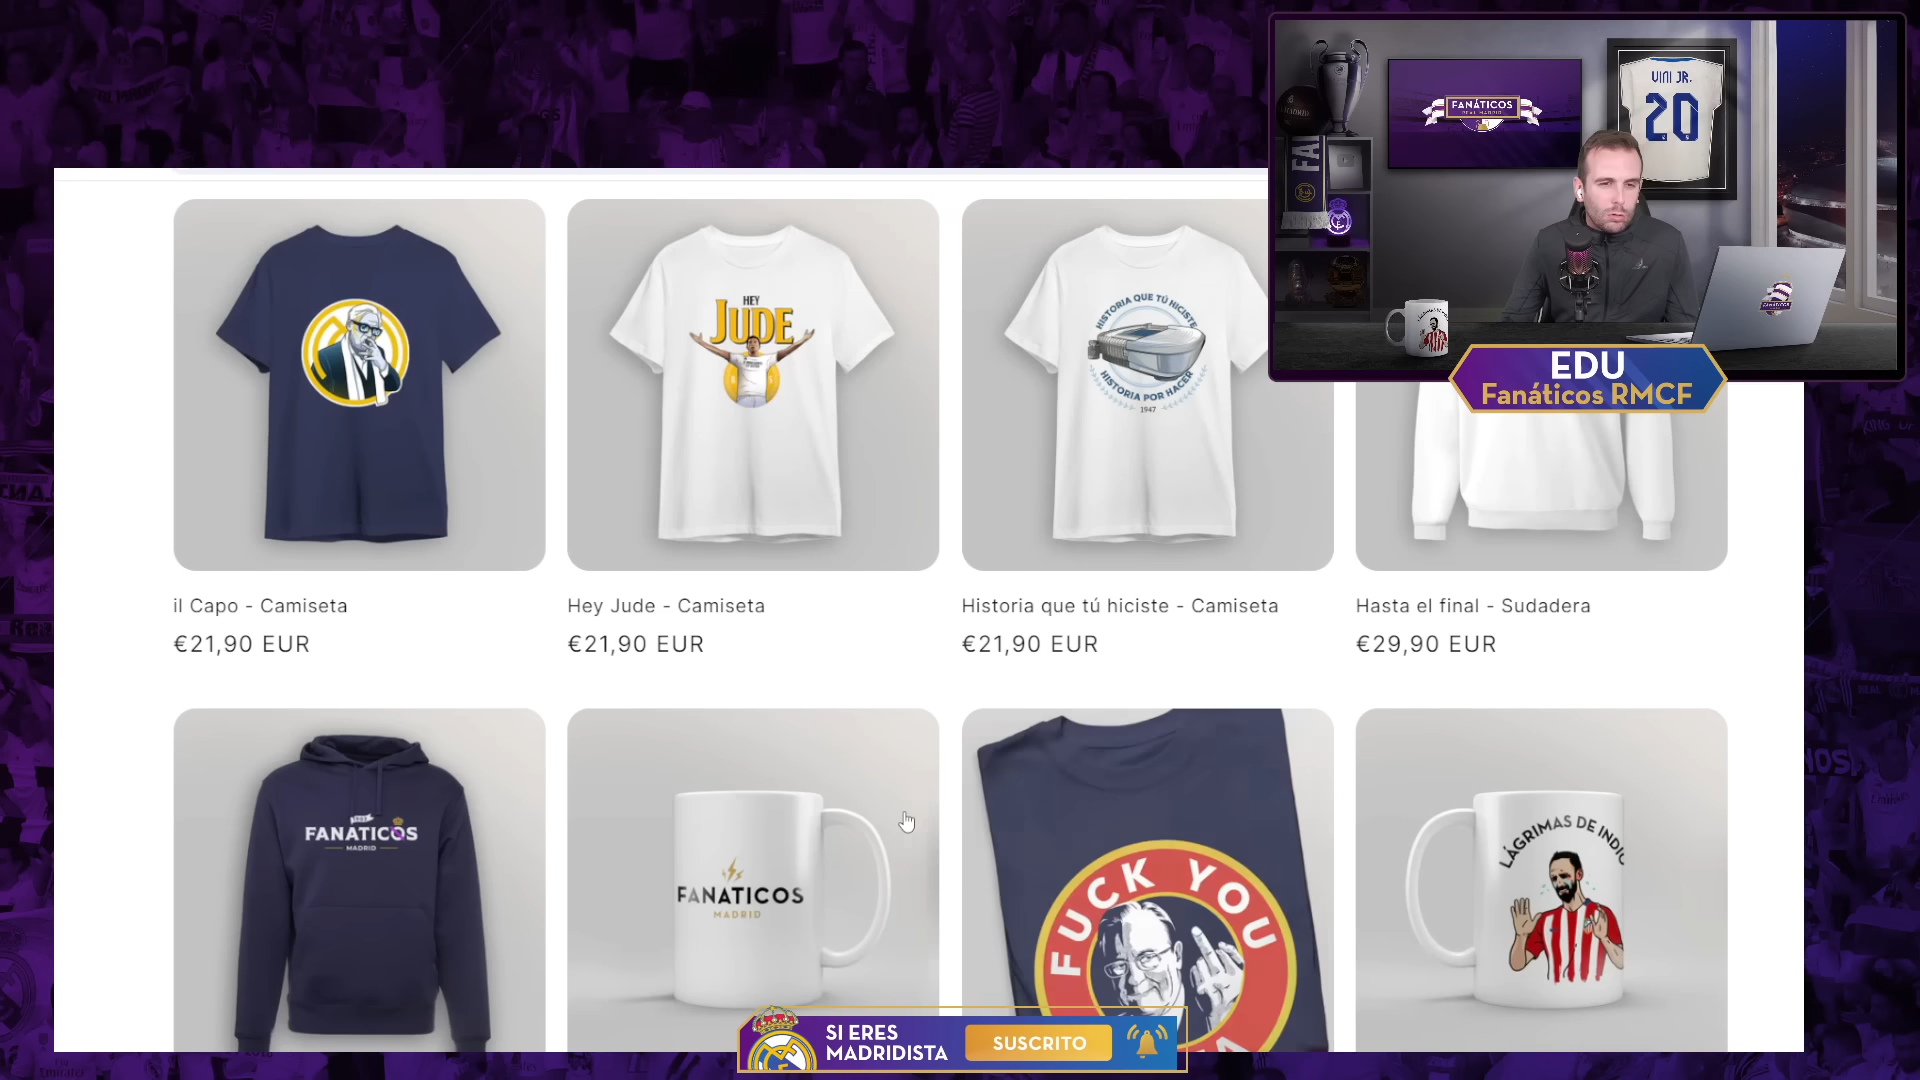 HEY
JUDE
HISTORIA QUE TÚ HICISTE
HISTORIA POR HACER
1947
il Capo - Camiseta
€21,90 EUR
Hey Jude - Camiseta
€21,90 EUR
Historia que tú hiciste - Camiseta
€21,90 EUR
Hasta el final - Sudadera
€29,90 EUR
FANATICOS
MADRID
FANATICOS
MADRID
FUCK YOU
LÁGRIMAS DE INDIO
FANÁTICOS
REAL MADRID
VINI JR.
20
FA
EDU
Fanáticos RMCF
SI ERES
MADRIDISTA
SUSCRITO